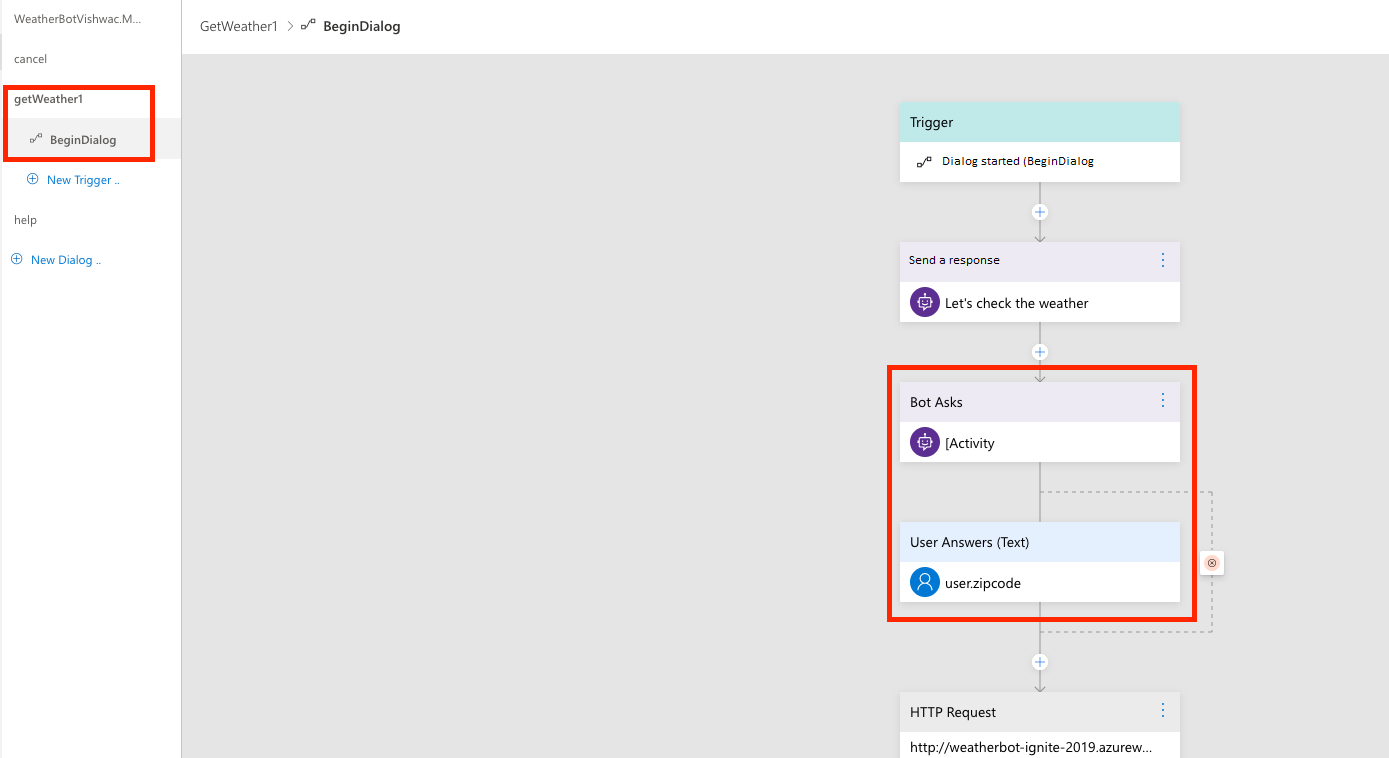 WeatherBotVishwac.M...
cancel
getWeather1
BeginDialog
New Trigger ..
help
New Dialog ..
GetWeather1 > BeginDialog
Trigger
Dialog started (BeginDialog
Send a response
Let's check the weather
Bot Asks
[Activity
User Answers (Text)
user.zipcode
HTTP Request
http://weatherbot-ignite-2019.azurew...